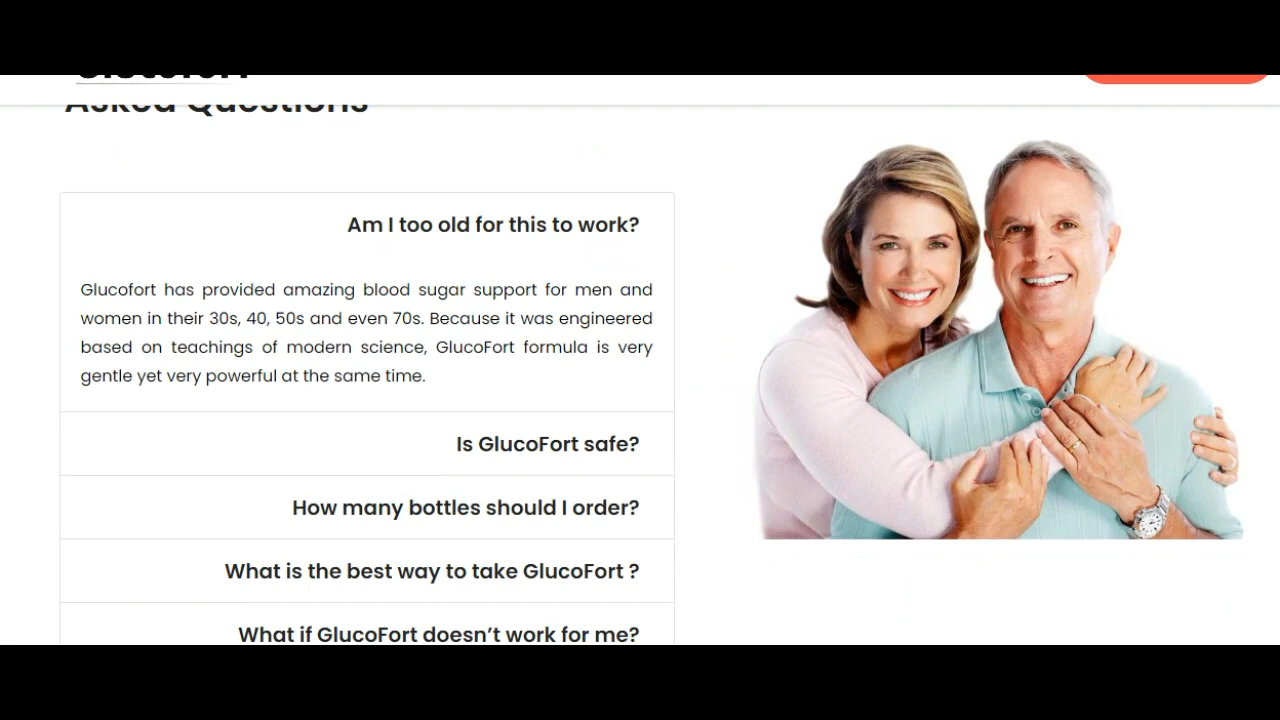 Asked Questions
Am I too old for this to work?
Glucofort has provided amazing blood sugar support for men and
women in their 30s, 40, 50s and even 70s. Because it was engineered
based on teachings of modern science, GlucoFort formula is very
gentle yet very powerful at the same time.
Is GlucoFort safe?
How many bottles should I order?
What is the best way to take GlucoFort ?
What if GlucoFort doesn’t work for me?